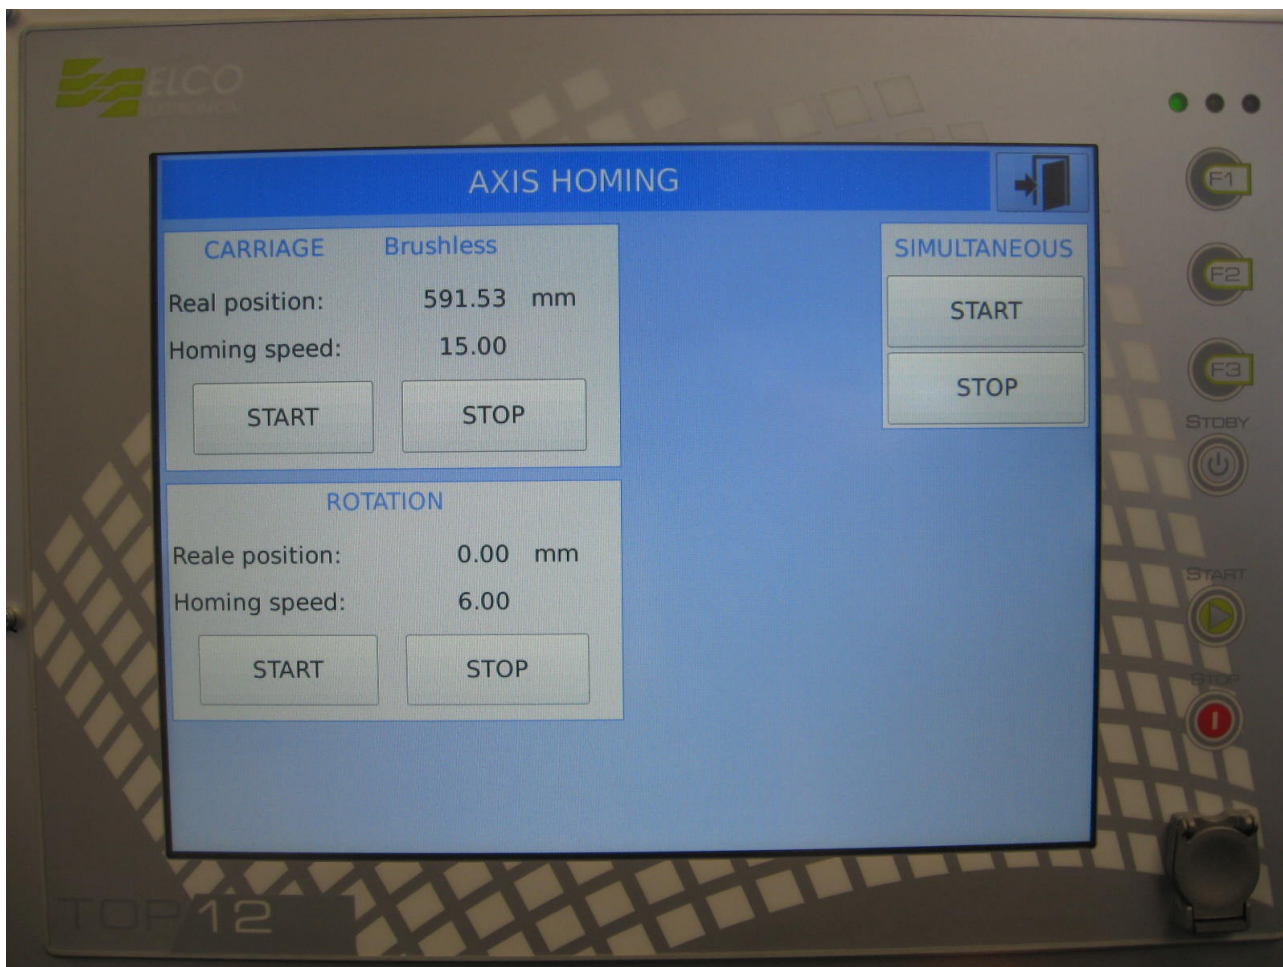 ELCO
ELETTRONICA
AXIS HOMING
CARRIAGE Brushless
Real position: 591.53 mm
Homing speed: 15.00
START STOP
SIMULTANEOUS
START
STOP
ROTATION
Reale position: 0.00 mm
Homing speed: 6.00
START STOP
F1
F2
F3
STDBY
START
STOP
TOP 12